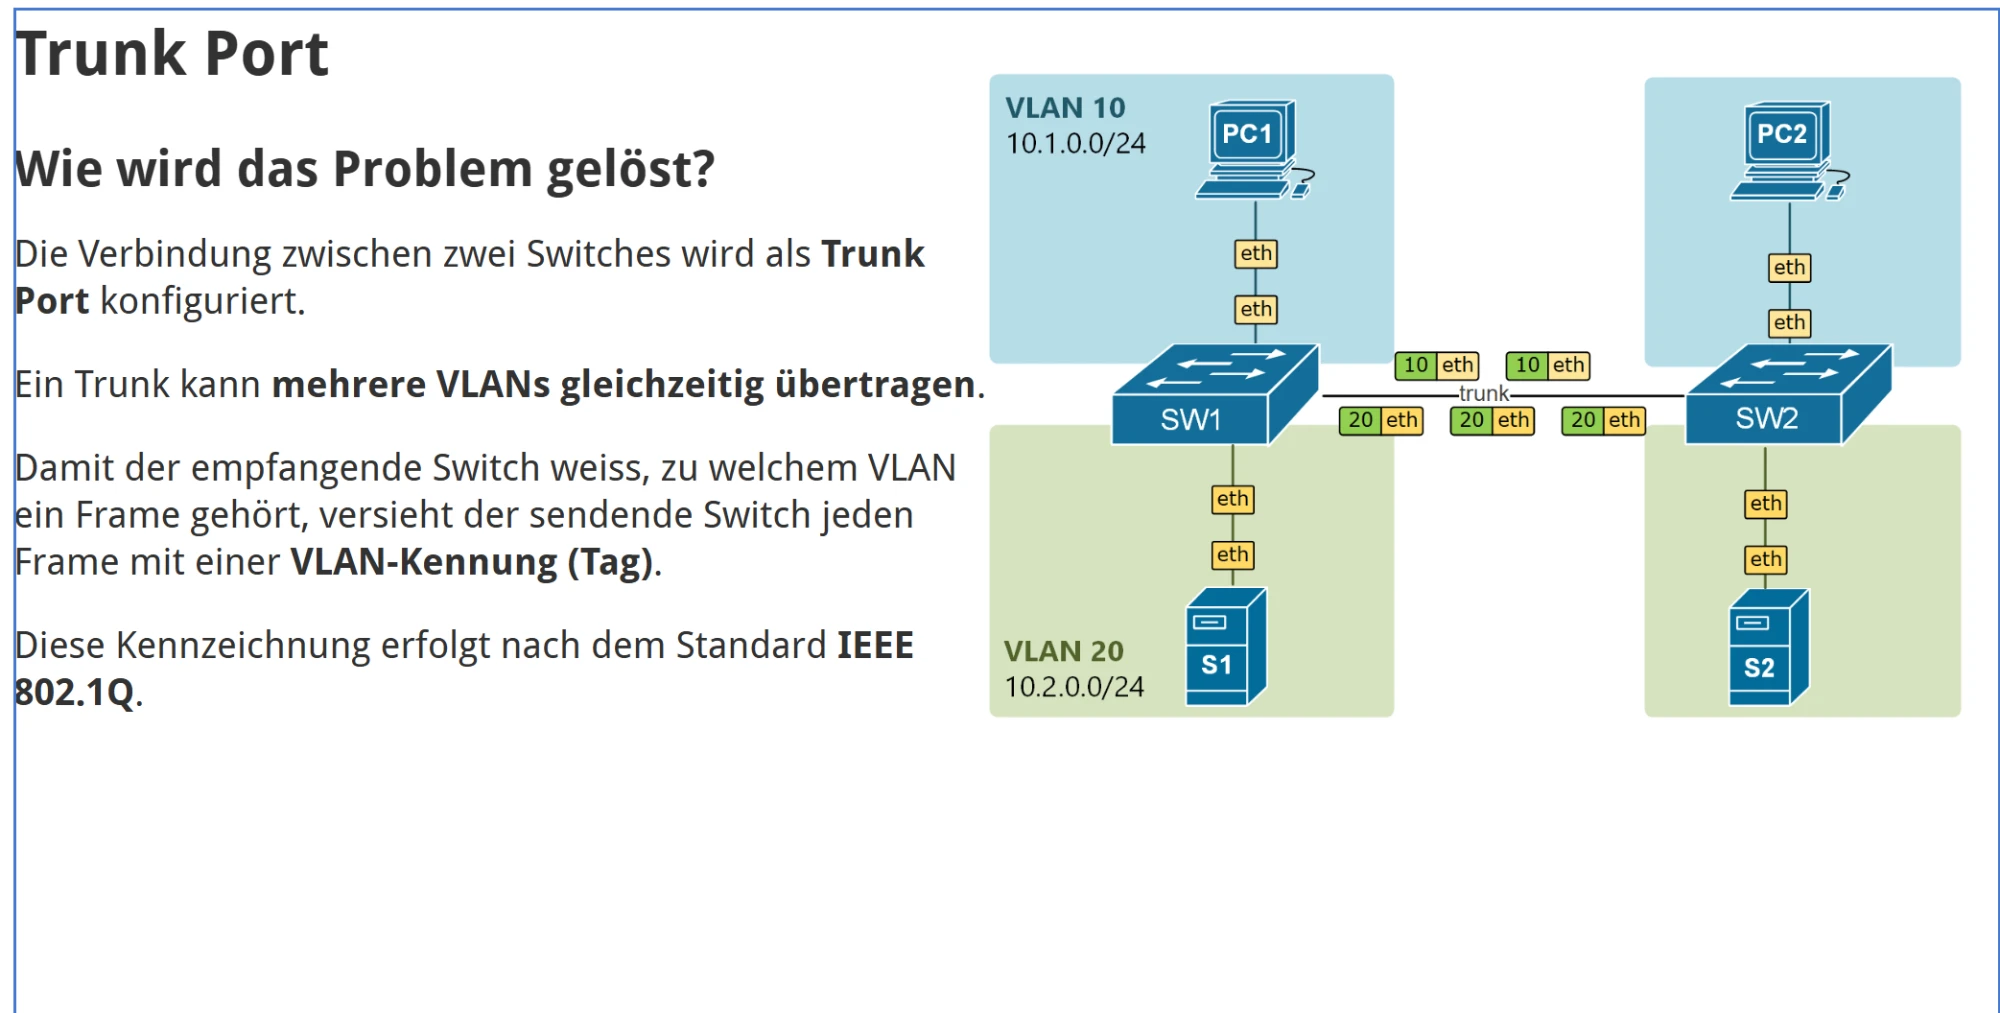 Trunk Port
Wie wird das Problem gelöst?
Die Verbindung zwischen zwei Switches wird als Trunk
Port konfiguriert.
Ein Trunk kann mehrere VLANs gleichzeitig übertragen.
Damit der empfangende Switch weiss, zu welchem VLAN
ein Frame gehört, versieht der sendende Switch jeden
Frame mit einer VLAN-Kennung (Tag).
Diese Kennzeichnung erfolgt nach dem Standard IEEE
802.1Q.
VLAN 10
10.1.0.0/24
PC1
PC2
eth
eth
eth
eth
10 eth
10 eth
trunk
SW1
SW2
20 eth
20 eth
20 eth
eth
eth
eth
eth
VLAN 20
10.2.0.0/24
S1
S2